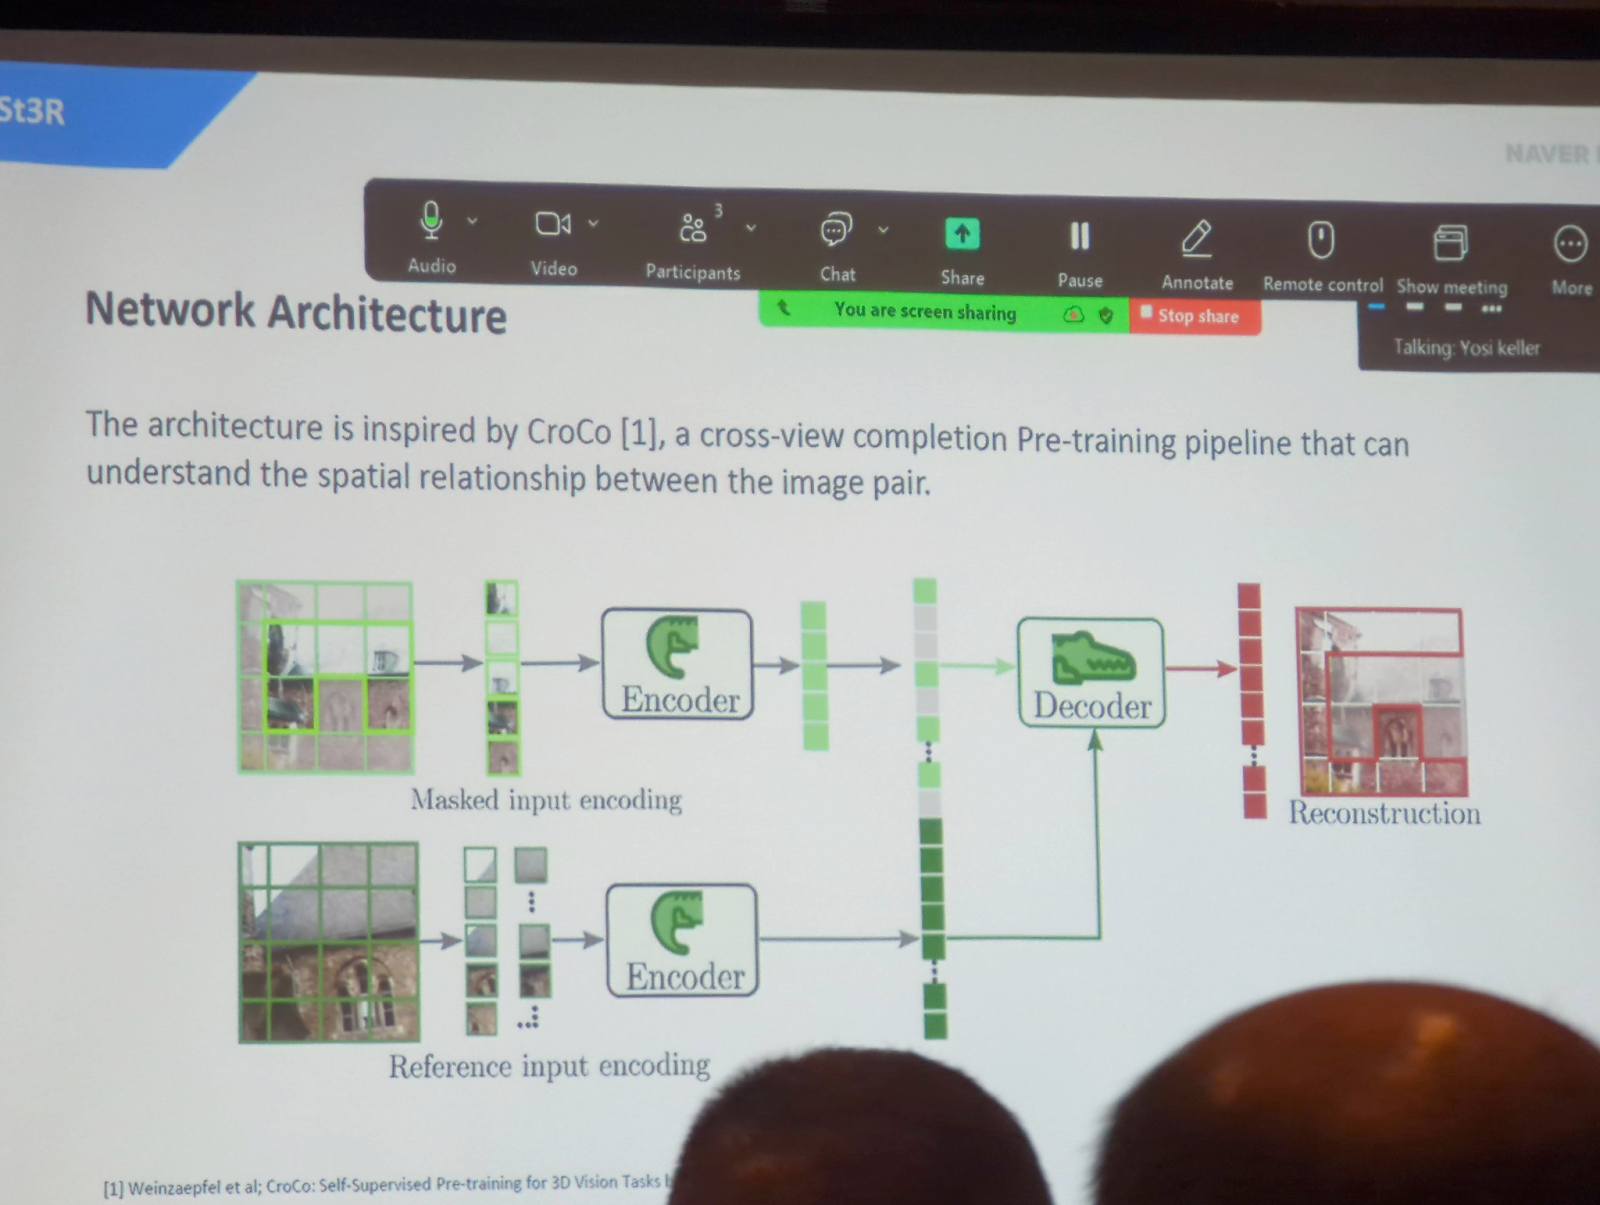 St3R
NAVER
3
Audio
Video
Participants
Chat
Share
Pause
Annotate
Remote control
Show meeting
More
You are screen sharing
Stop share
Talking: Yosi keller
Network Architecture
The architecture is inspired by CroCo [1], a cross-view completion Pre-training pipeline that can
understand the spatial relationship between the image pair.
Encoder
Decoder
Masked input encoding
Reconstruction
Encoder
Reference input encoding
[1] Weinzaepfel et al; CroCo: Self-Supervised Pre-training for 3D Vision Tasks